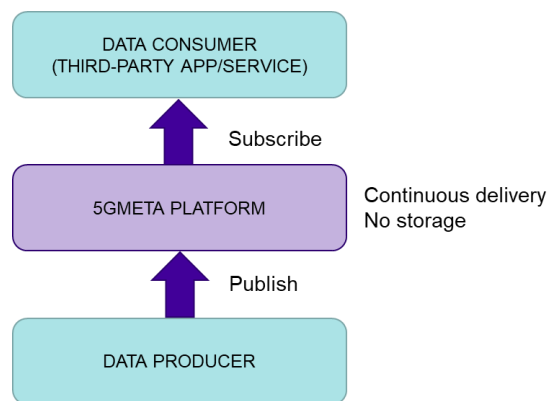 DATA CONSUMER
(THIRD-PARTY APP/SERVICE)
Subscribe
5GMETA PLATFORM
Continuous delivery
No storage
Publish
DATA PRODUCER